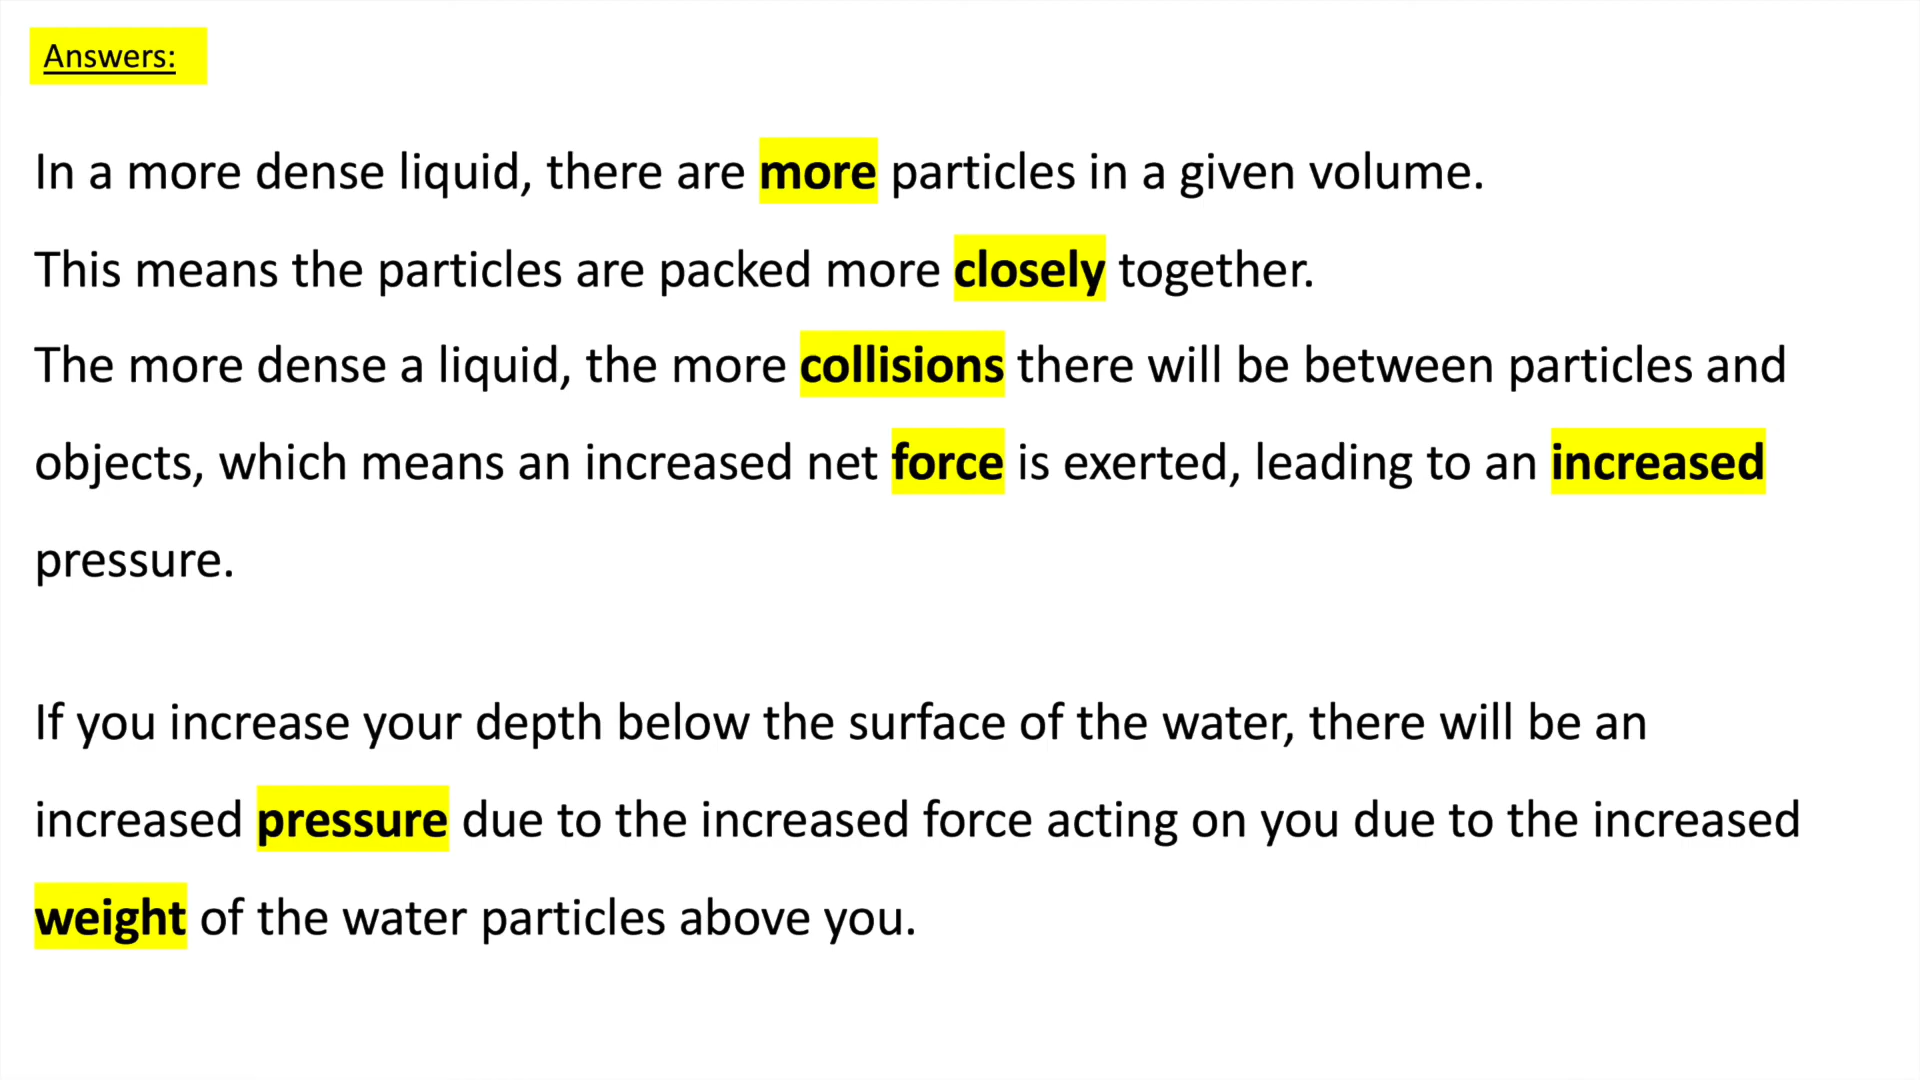 Answers:
In a more dense liquid, there are more particles in a given volume.
This means the particles are packed more closely together.
The more dense a liquid, the more collisions there will be between particles and
objects, which means an increased net force is exerted, leading to an increased
pressure.
If you increase your depth below the surface of the water, there will be an
increased pressure due to the increased force acting on you due to the increased
weight of the water particles above you.